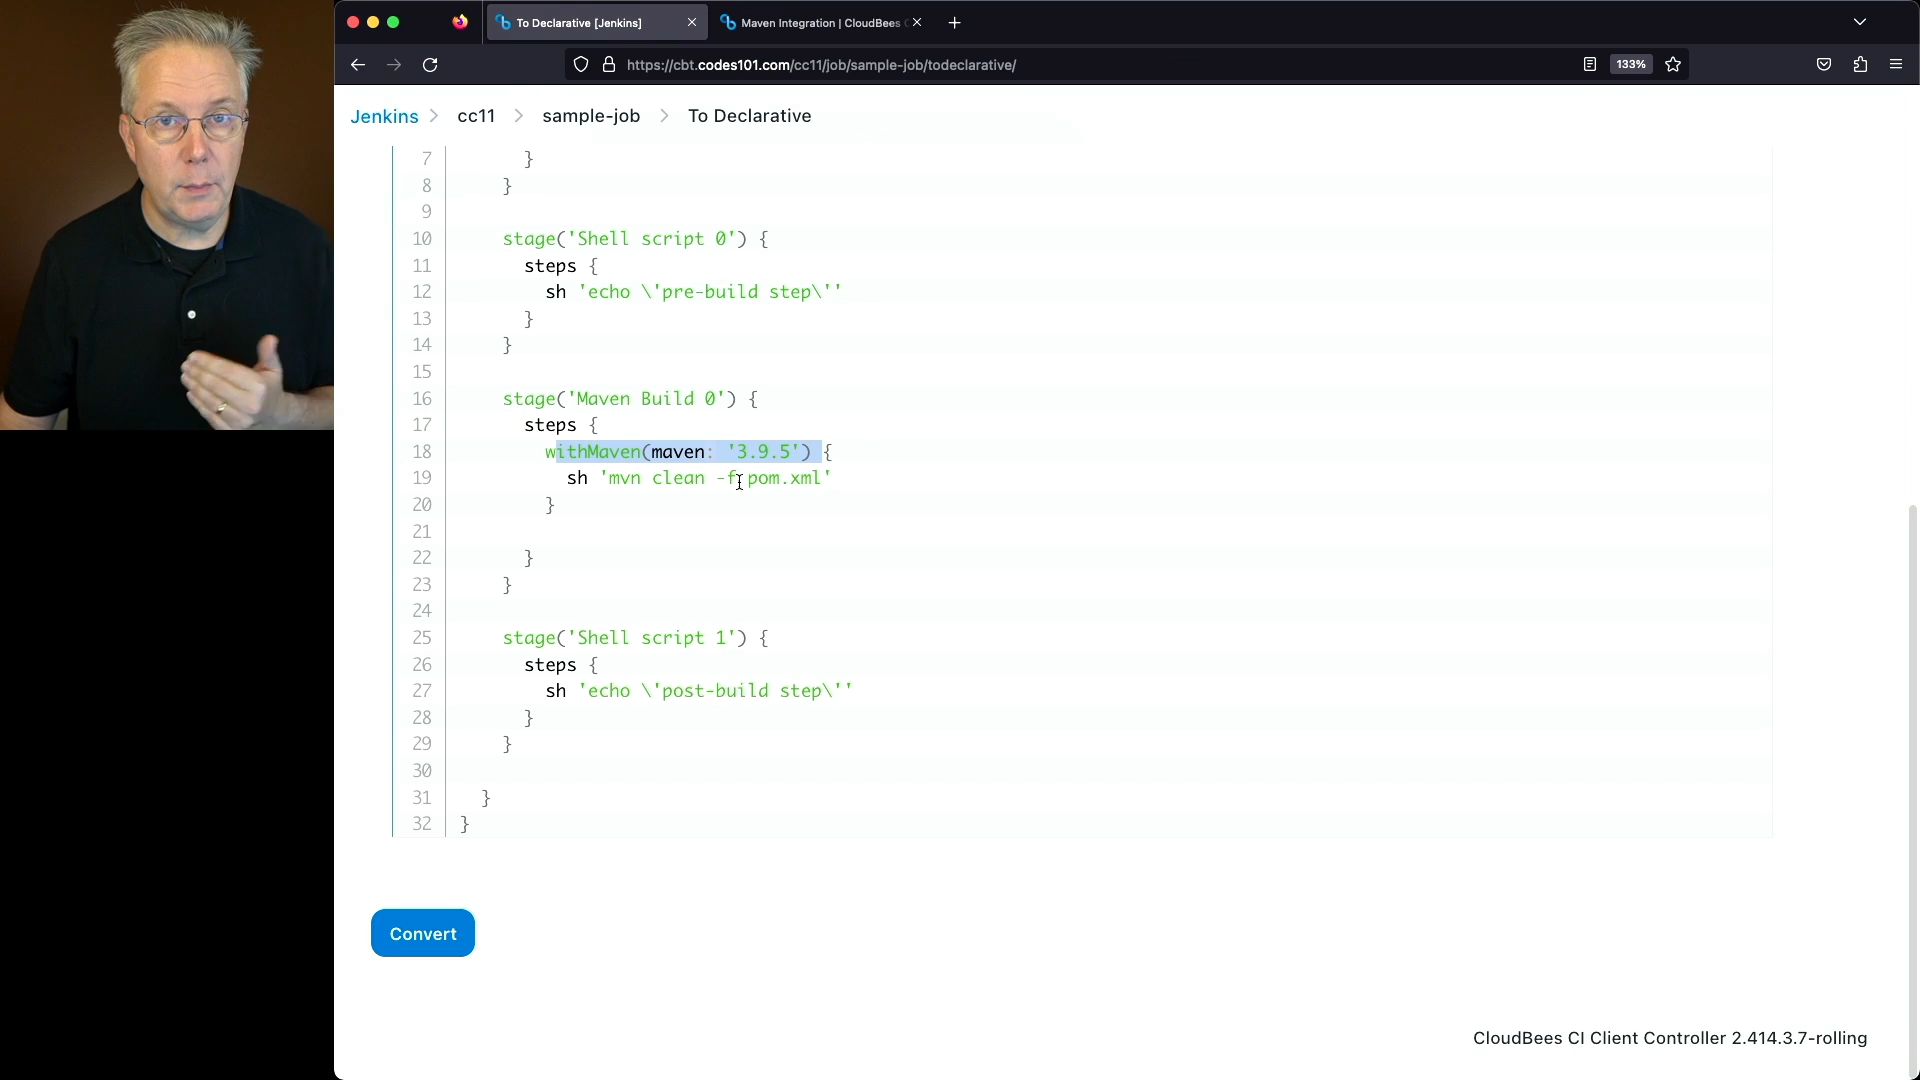 To Declarative [Jenkins]
Maven Integration | CloudBees
https://cbt.codes101.com/cc11/job/sample-job/todeclarative/
133%
Jenkins > cc11 > sample-job > To Declarative
7 }
8 }
9
10 stage('Shell script 0') {
11 steps {
12 sh 'echo \'pre-build step\''
13 }
14 }
15
16 stage('Maven Build 0') {
17 steps {
18 withMaven(maven: '3.9.5') {
19 sh 'mvn clean -f pom.xml'
20 }
21
22 }
23 }
24
25 stage('Shell script 1') {
26 steps {
27 sh 'echo \'post-build step\''
28 }
29 }
30
31 }
32 }
Convert
CloudBees CI Client Controller 2.414.3.7-rolling